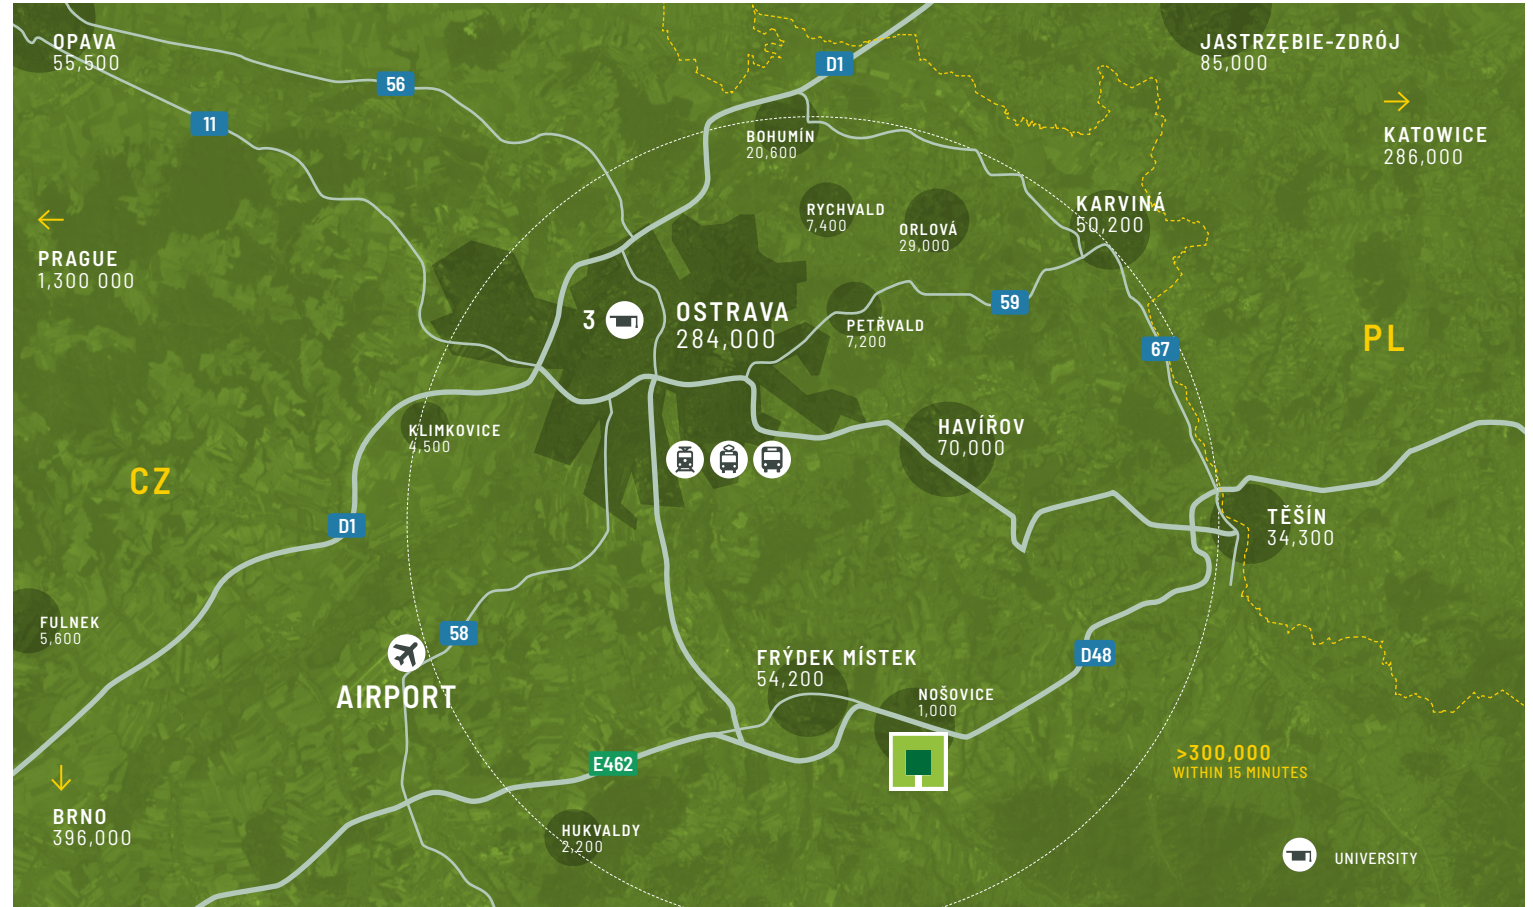 OPAVA
55,500
56
11
D1
JASTRZĘBIE-ZDRÓJ
85,000
KATOWICE
286,000
BOHUMÍN
20,600
RYCHVALD
7,400
ORLOVÁ
29,000
KARVINÁ
50,200
PRAGUE
1,300 000
3
OSTRAVA
284,000
59
PETŘVALD
7,200
67
PL
KLIMKOVICE
4,500
HAVÍŘOV
70,000
CZ
D1
TĚŠÍN
34,300
FULNEK
5,600
58
AIRPORT
FRÝDEK MÍSTEK
54,200
D48
NOŠOVICE
1,000
E462
>300,000
WITHIN 15 MINUTES
BRNO
396,000
HUKVALDY
2,200
UNIVERSITY